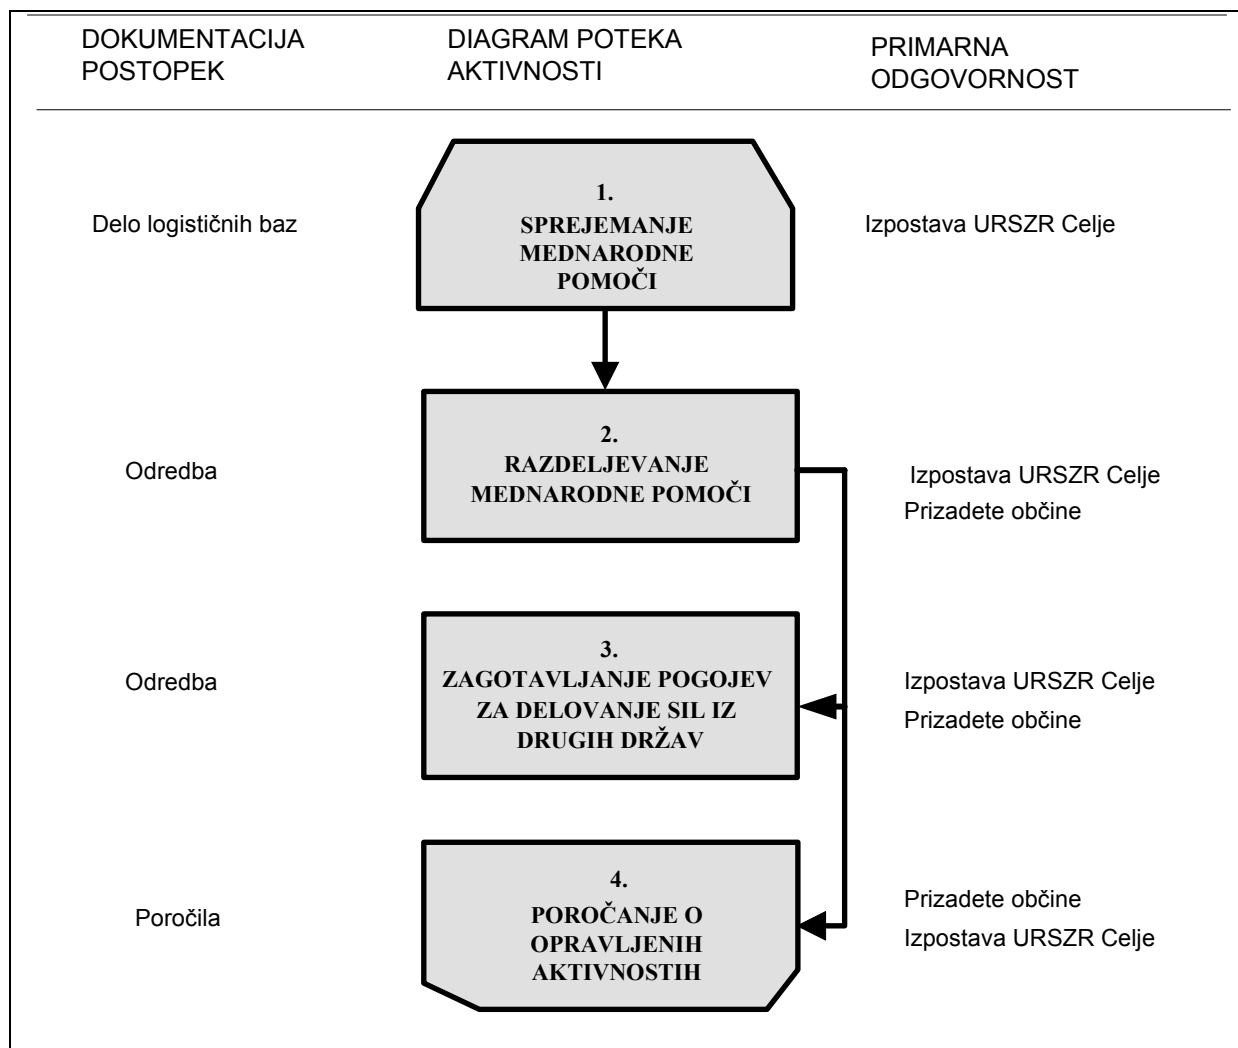 DOKUMENTACIJA
POSTOPEK
DIAGRAM POTEKA
AKTIVNOSTI
PRIMARNA
ODGOVORNOST
Delo logističnih baz
1.
SPREJEMANJE
MEDNARODNE
POMOČI
Izpostava URSZR Celje
Odredba
2.
RAZDELJEVANJE
MEDNARODNE POMOČI
Izpostava URSZR Celje
Prizadete občine
Odredba
3.
ZAGOTAVLJANJE POGOJEV
ZA DELOVANJE SIL IZ
DRUGIH DRŽAV
Izpostava URSZR Celje
Prizadete občine
Poročila
4.
POROČANJE O
OPRAVLJENIH
AKTIVNOSTIH
Prizadete občine
Izpostava URSZR Celje